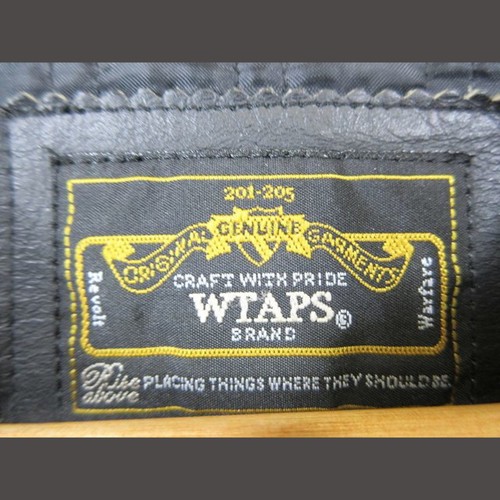 201-205
ORIGINAL GENUINE GARMENTS
CRAFT WITH PRIDE
WTAPS®
BRAND
Revolt
Warfare
Rise above
PLACING THINGS WHERE THEY SHOULD BE.